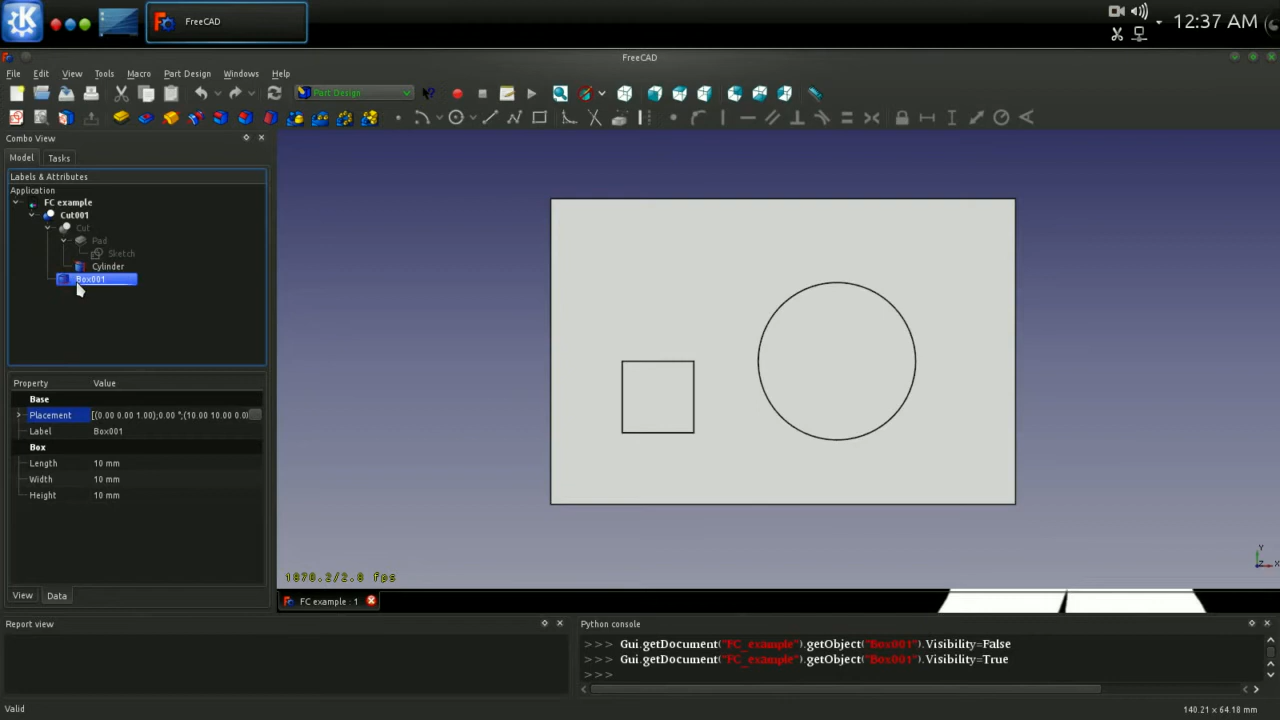 FreeCAD
12:37 AM
FreeCAD
File Edit View Tools Macro Part Design Windows Help
Part Design
Combo View
Model Tasks
Labels & Attributes
Application
FC example
Cut001
Cut
Pad
Sketch
Cylinder
Box001
Property Value
Base
Placement [(0.00 0.00 1.00);0.00 °;(10.00 10.00 0.0)
Label Box001
Box
Length 10 mm
Width 10 mm
Height 10 mm
Y
Z X
1870.2/2.0 fps
View Data
FC example : 1
Report view
Python console
>>> Gui.getDocument("FC_example").getObject("Box001").Visibility=False
>>> Gui.getDocument("FC_example").getObject("Box001").Visibility=True
>>>
Valid
140.21 x 64.18 mm